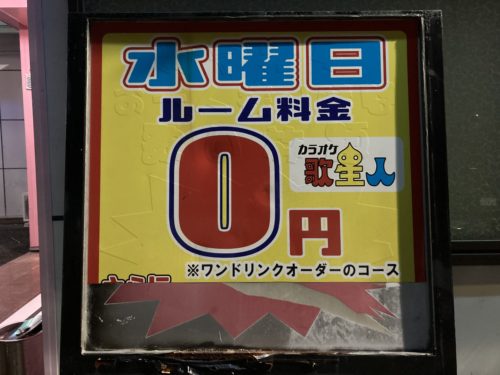 水曜日
ルーム料金
0円
カラオケ
歌星人
※ワンドリンクオーダーのコース